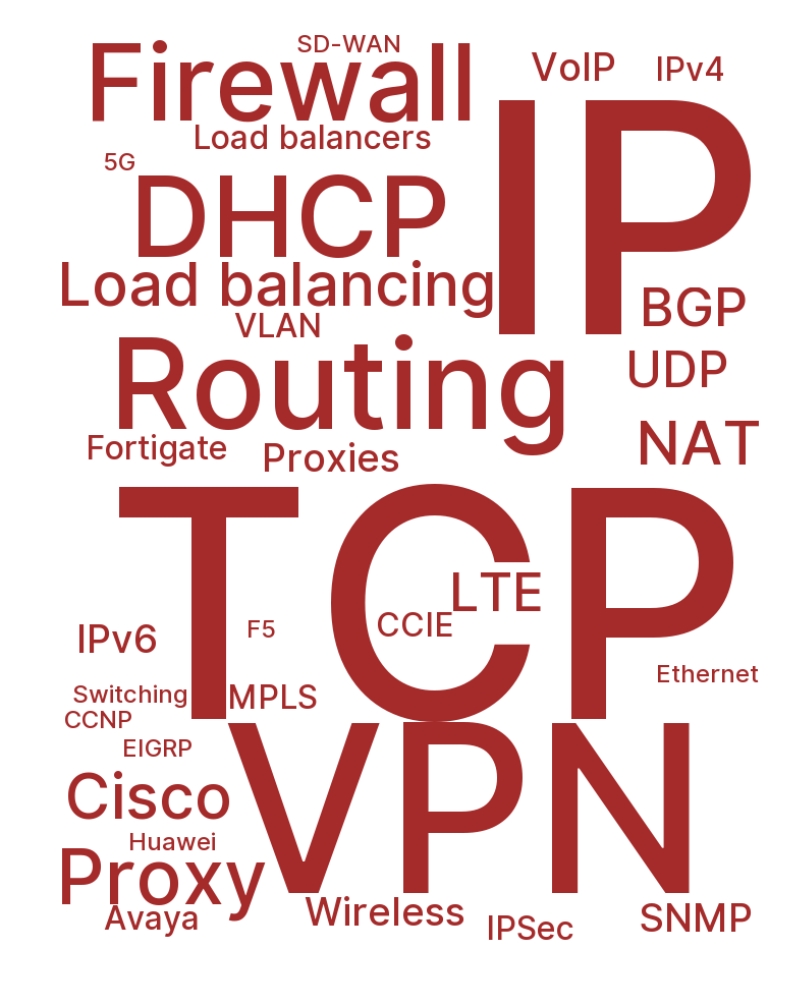 SD-WAN
Firewall
VoIP
IPv4
Load balancers
IP
5G
DHCP
Load balancing
BGP
VLAN
Routing
UDP
NAT
Fortigate
Proxies
TCP
LTE
CCIE
F5
IPv6
Ethernet
Switching
MPLS
CCNP
EIGRP
VPN
Cisco
Huawei
Proxy
Avaya
Wireless
IPSec
SNMP